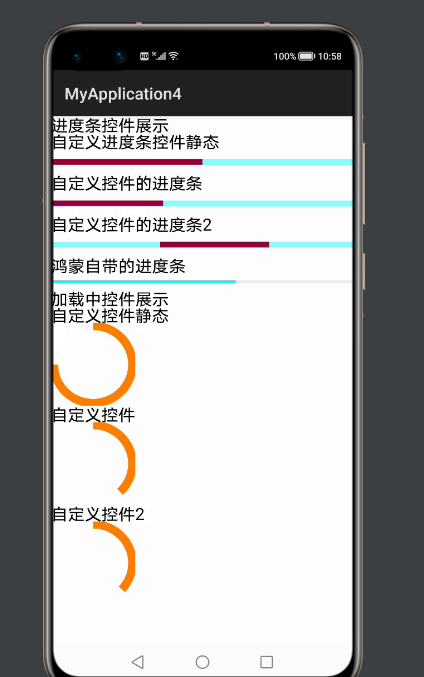 HD 100% 10:58
MyApplication4
进度条控件展示
自定义进度条控件静态
自定义控件的进度条
自定义控件的进度条2
鸿蒙自带的进度条
加载中控件展示
自定义控件静态
自定义控件
自定义控件2